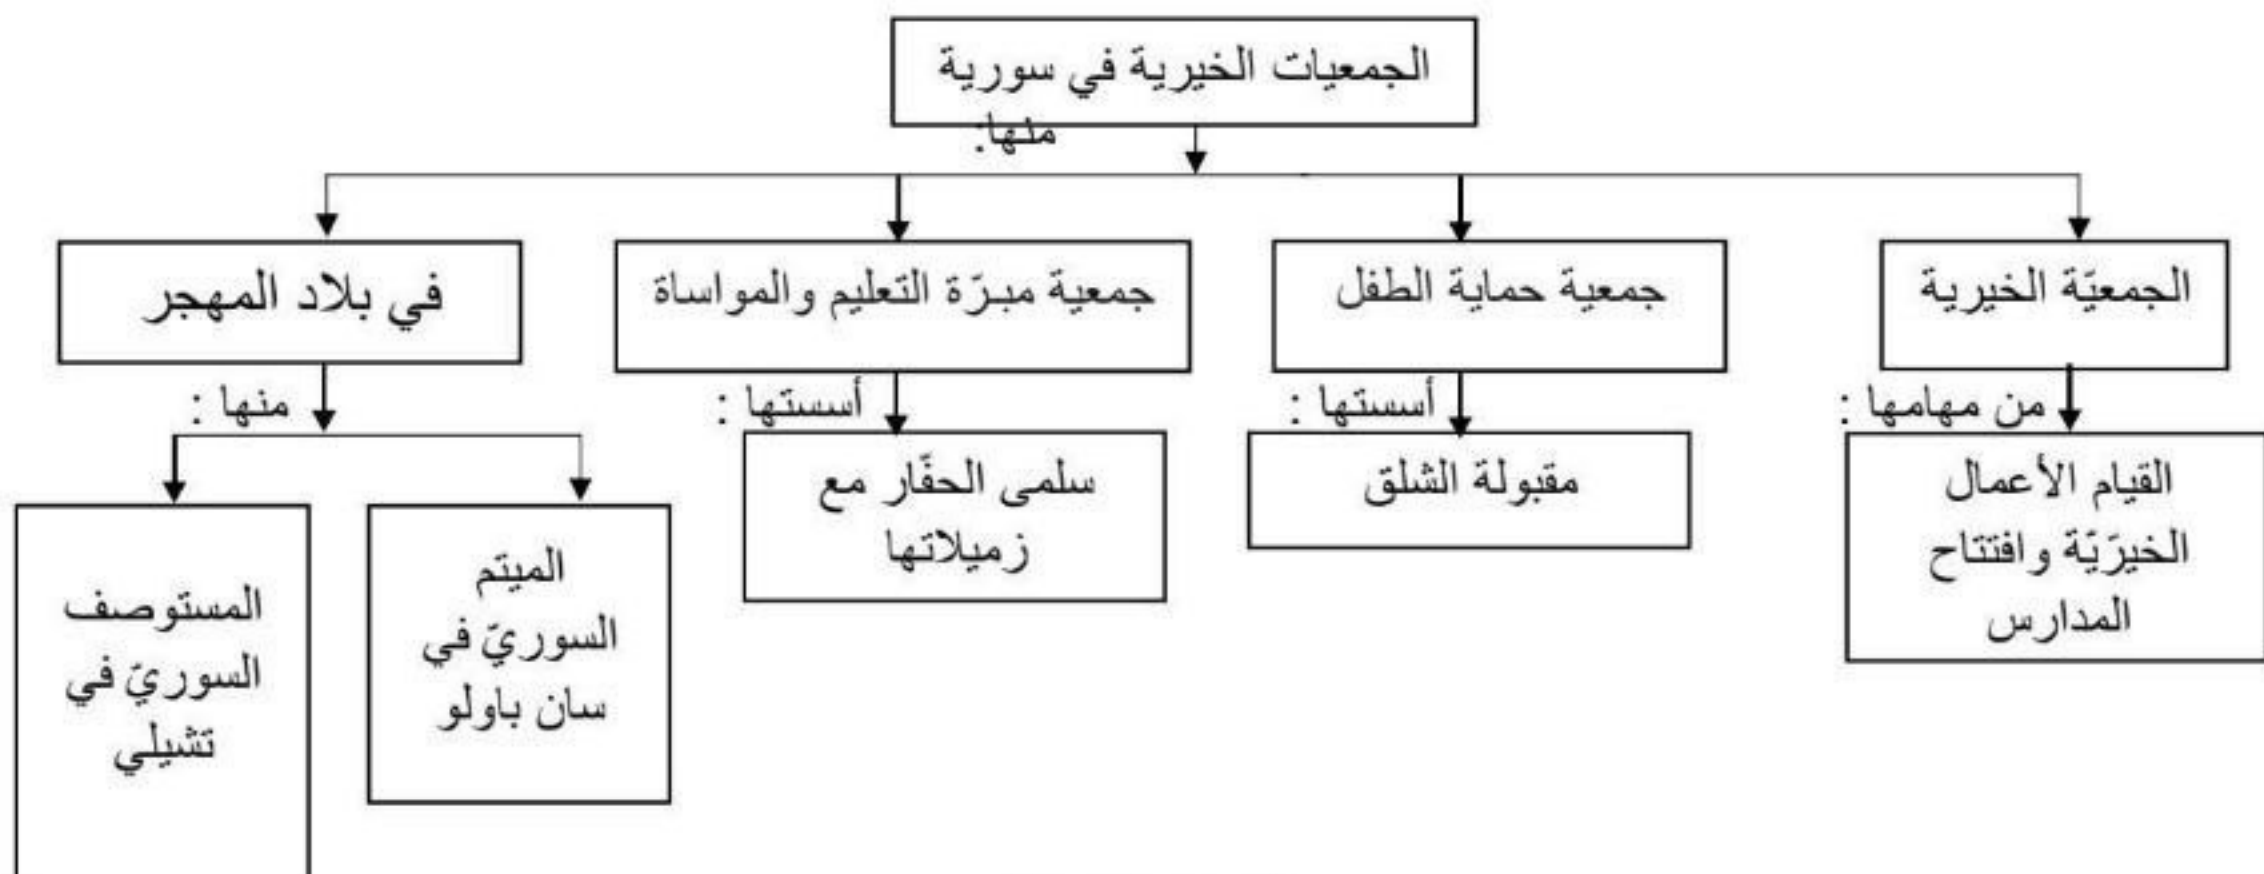 الجمعيات الخيرية في سورية
منها:
الجمعيّة الخيرية
جمعية حماية الطفل
جمعية مبرّة التعليم والمواساة
في بلاد المهجر
من مهامها :
أسستها :
أسستها :
منها :
القيام الأعمال
الخيرَيّة وافتتاح
المدارس
مقبولة الشلق
سلمى الحفّار مع
زميلاتها
الميتم
السوريّ في
سان باولو
المستوصف
السوريّ في
تشيلي